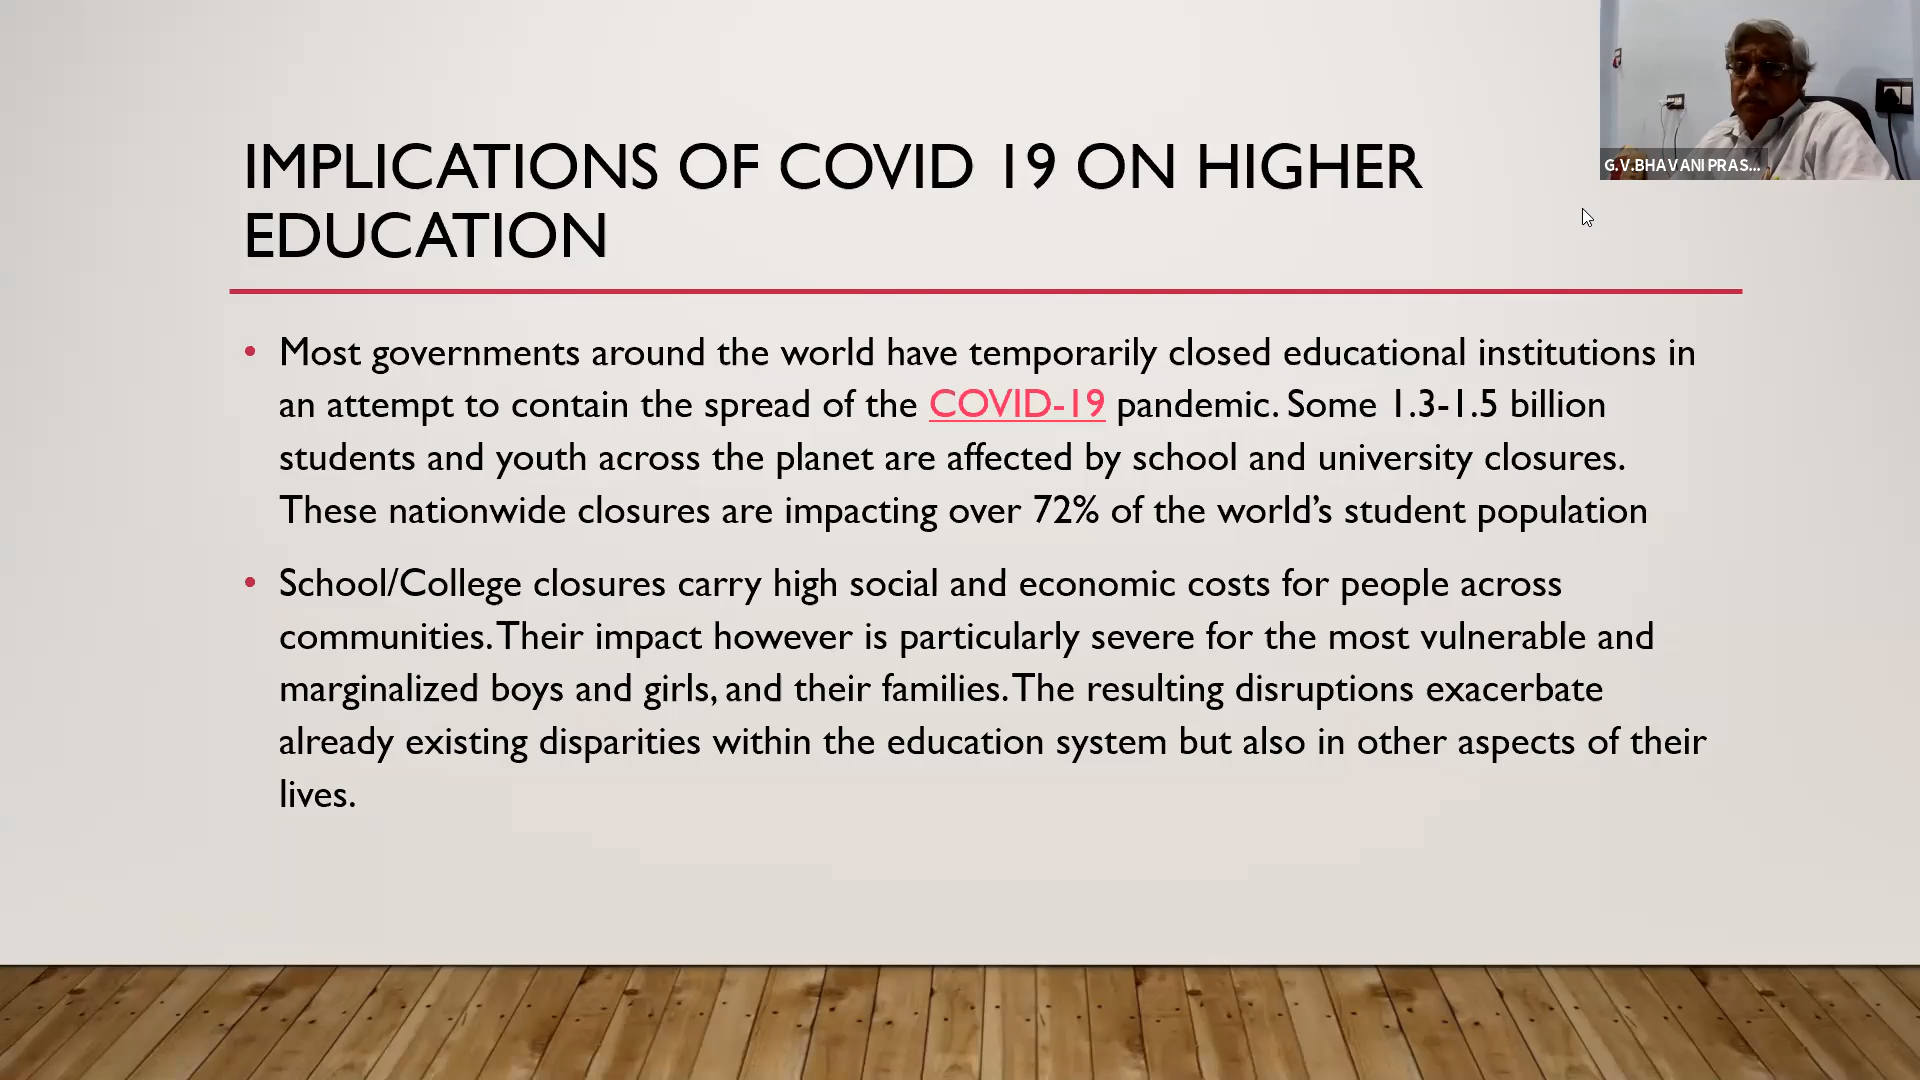 IMPLICATIONS OF COVID 19 ON HIGHER
EDUCATION
• Most governments around the world have temporarily closed educational institutions in
an attempt to contain the spread of the COVID-19 pandemic. Some 1.3-1.5 billion
students and youth across the planet are affected by school and university closures.
These nationwide closures are impacting over 72% of the world’s student population
• School/College closures carry high social and economic costs for people across
communities. Their impact however is particularly severe for the most vulnerable and
marginalized boys and girls, and their families. The resulting disruptions exacerbate
already existing disparities within the education system but also in other aspects of their
lives.
G.V.BHAVANI PRAS...